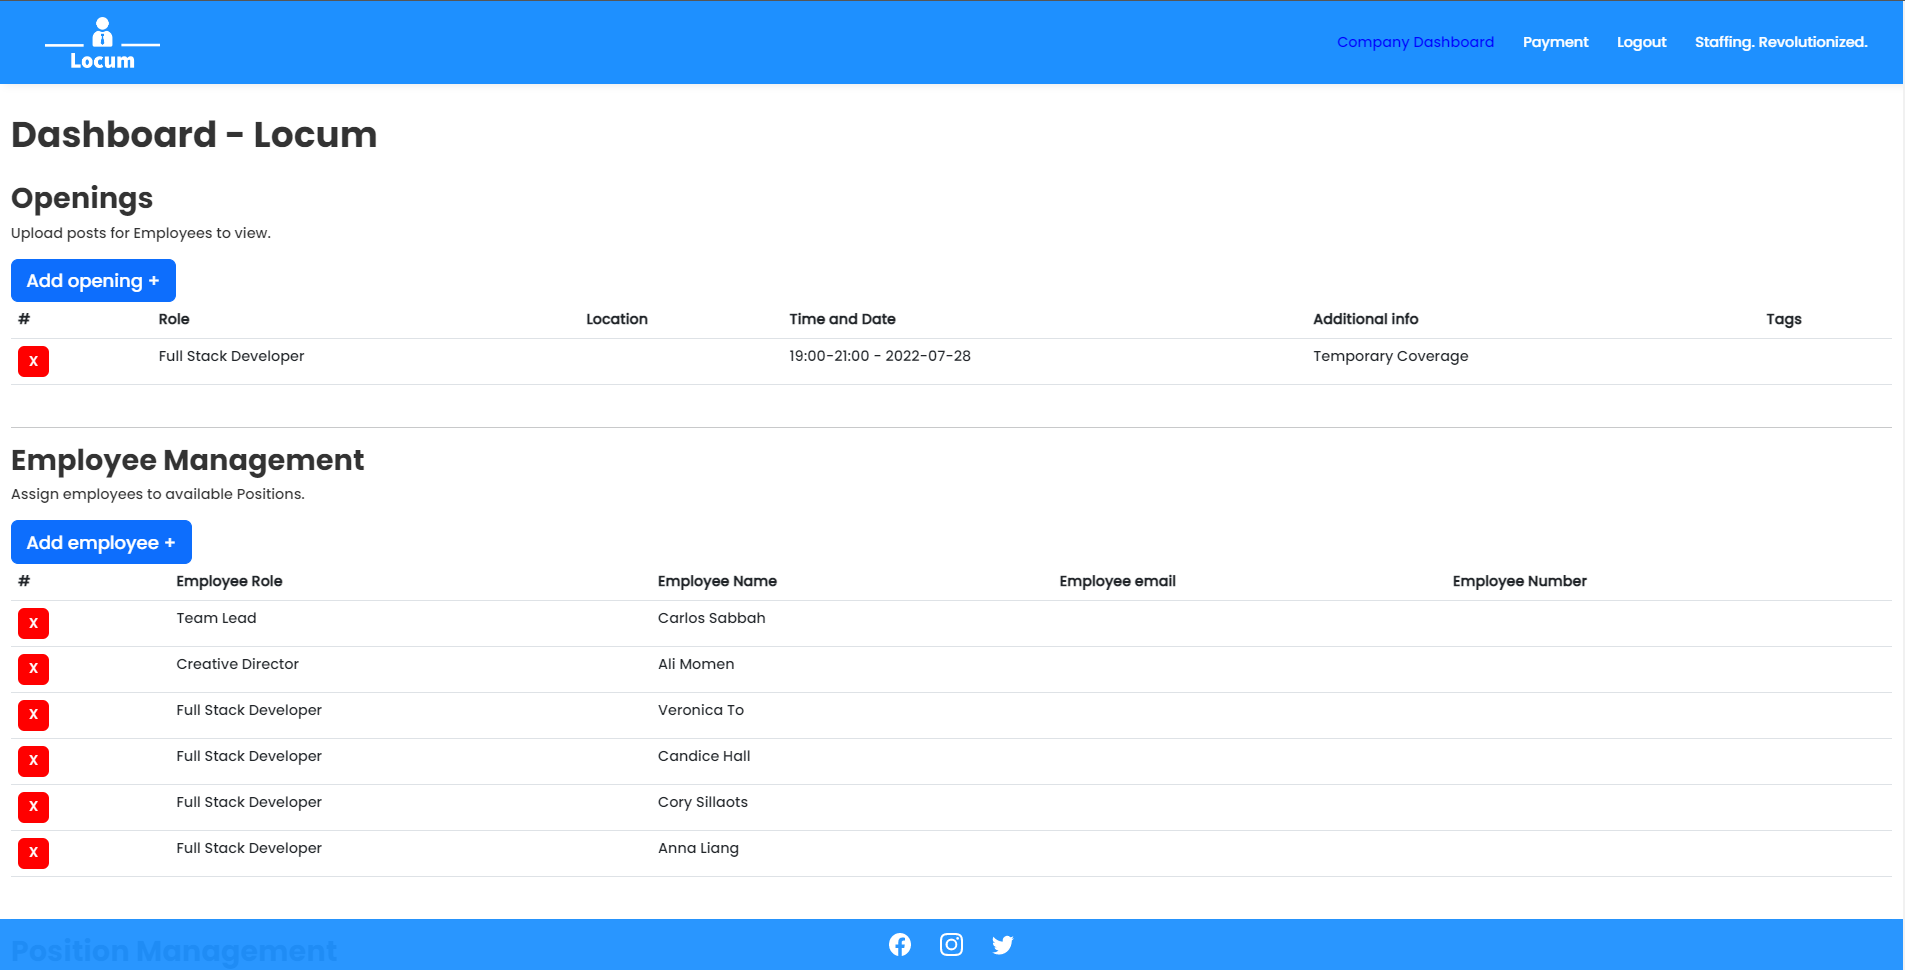 Locum
Company Dashboard Payment Logout Staffing. Revolutionized.
Dashboard - Locum
Openings
Upload posts for Employees to view.
Add opening +
# Role Location Time and Date Additional info Tags
X Full Stack Developer 19:00-21:00 - 2022-07-28 Temporary Coverage
Employee Management
Assign employees to available Positions.
Add employee +
# Employee Role Employee Name Employee email Employee Number
X Team Lead Carlos Sabbah
X Creative Director Ali Momen
X Full Stack Developer Veronica To
X Full Stack Developer Candice Hall
X Full Stack Developer Cory Sillaots
X Full Stack Developer Anna Liang
Position Management